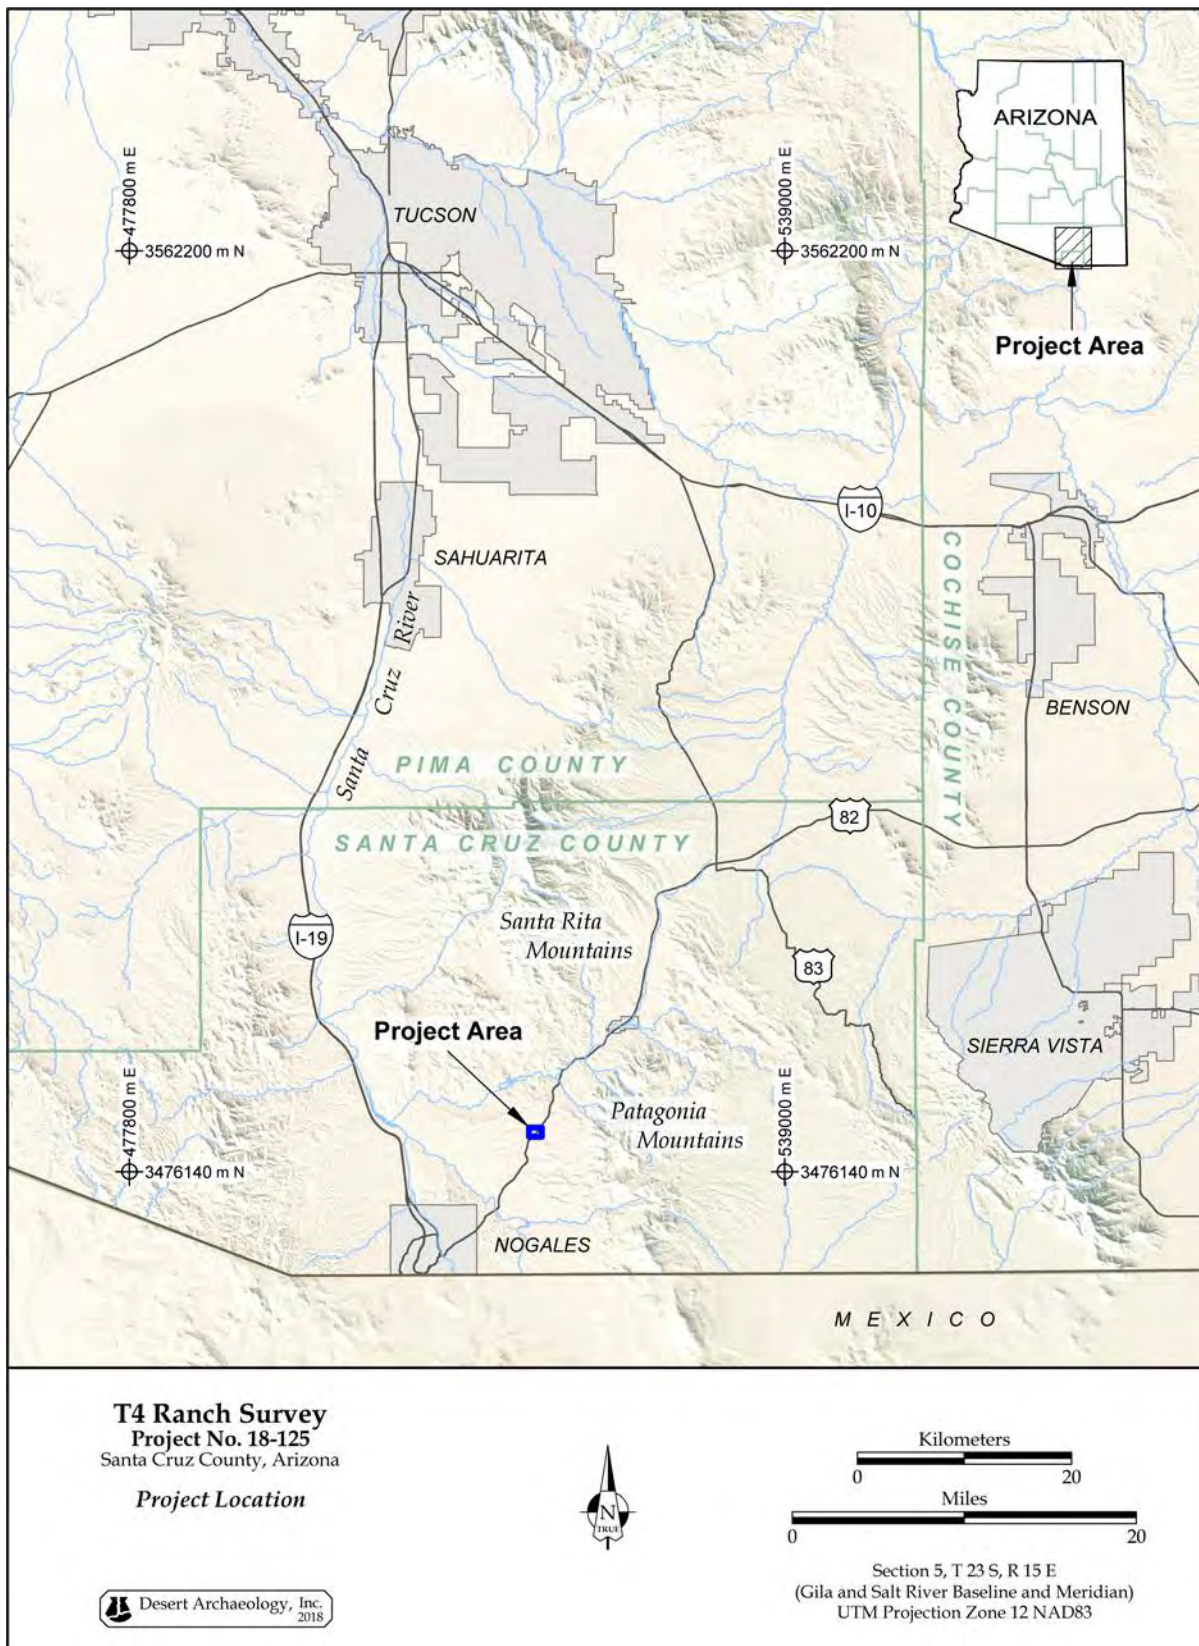 ARIZONA
Project Area
477800 m E
3562200 m N
539000 m E
3562200 m N
TUCSON
I-10
SAHUARITA
Santa Cruz River
COCHISE COUNTY
BENSON
PIMA COUNTY
SANTA CRUZ COUNTY
82
I-19
Santa Rita
Mountains
83
Project Area
SIERRA VISTA
Patagonia
Mountains
477800 m E
3476140 m N
539000 m E
3476140 m N
NOGALES
MEXICO
T4 Ranch Survey
Project No. 18-125
Santa Cruz County, Arizona
Project Location
Desert Archaeology, Inc.
2018
N
TRUE
Kilometers
0 20
Miles
0 20
Section 5, T 23 S, R 15 E
(Gila and Salt River Baseline and Meridian)
UTM Projection Zone 12 NAD83